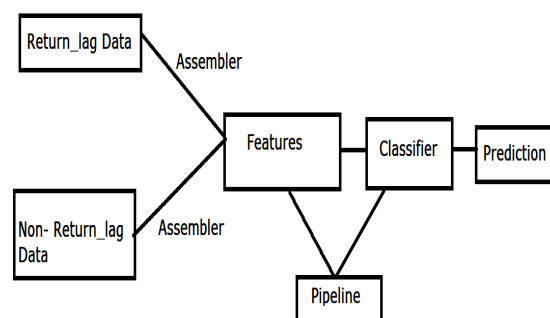 Return_lag Data
Assembler
Features
Classifier
Prediction
Non- Return_lag
Data
Assembler
Pipeline